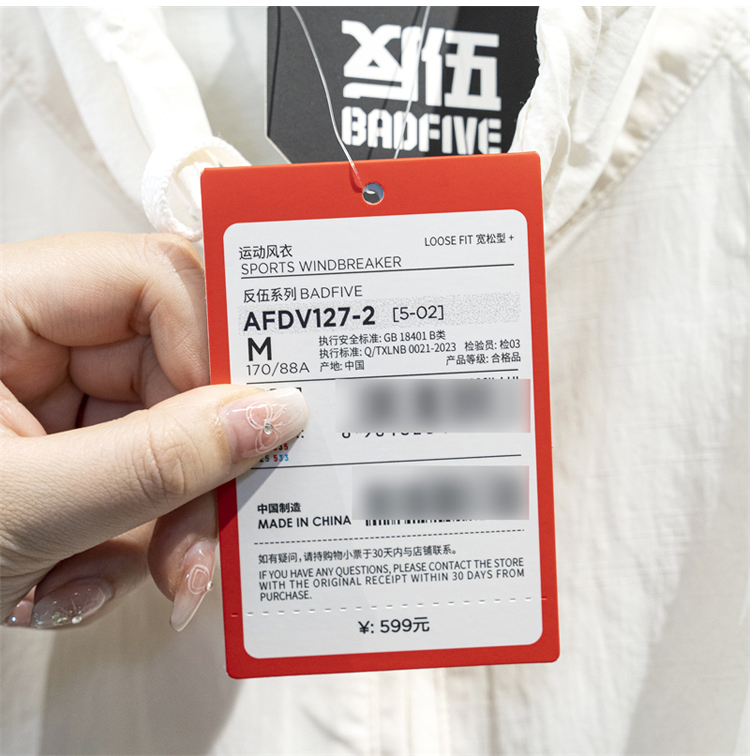 反伍
BADFIVE
运动风衣
SPORTS WINDBREAKER
LOOSE FIT 宽松型 +
反伍系列 BADFIVE
AFDV127-2 [5-02]
M
170/88A
执行安全标准: GB 18401 B类
执行标准: Q/TXLNB 0021-2023 检验员: 检03
产地: 中国 产品等级: 合格品
中国制造
MADE IN CHINA
如有疑问，请持购物小票于30天内与店铺联系。
IF YOU HAVE ANY QUESTIONS, PLEASE CONTACT THE STORE
WITH THE ORIGINAL RECEIPT WITHIN 30 DAYS FROM
PURCHASE.
¥: 599元